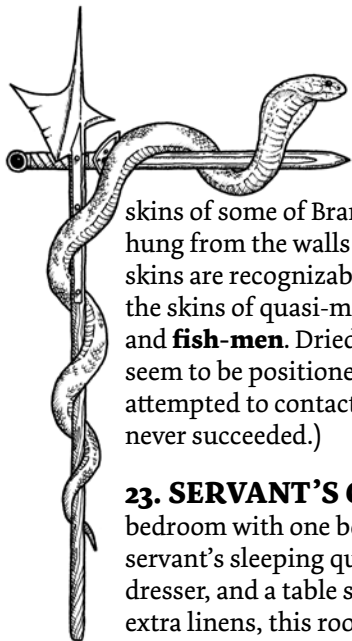 skins of some of Bra
hung from the walls
skins are recognizab
the skins of quasi-m
and fish-men. Dried
seem to be positione
attempted to contact
never succeeded.)
23. SERVANT’S
bedroom with one b
servant’s sleeping qu
dresser, and a table s
extra linens, this roo